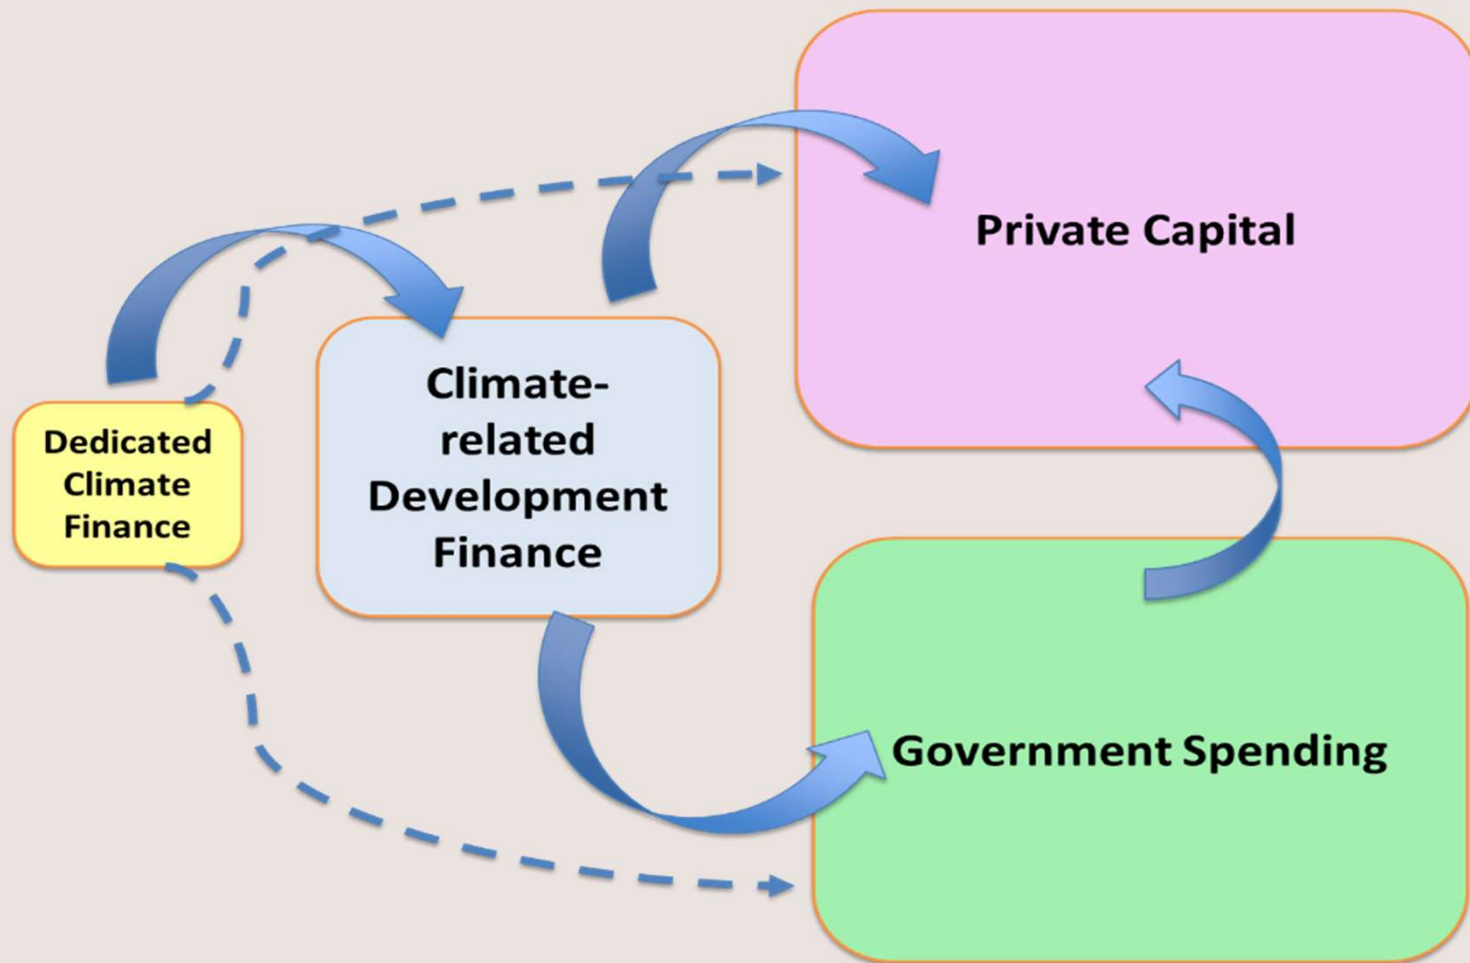 Private Capital
Climate-
related
Development
Finance
Dedicated
Climate
Finance
Government Spending